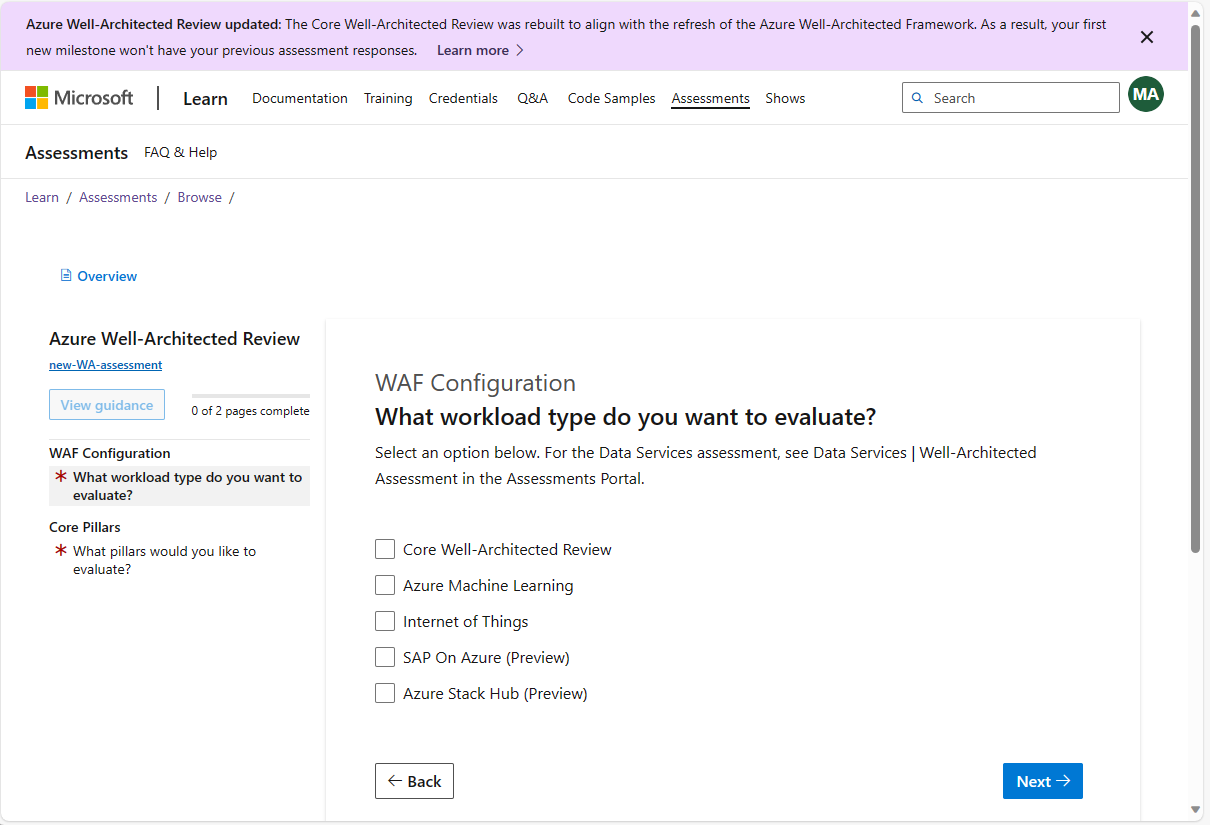 Azure Well-Architected Review updated: The Core Well-Architected Review was rebuilt to align with the refresh of the Azure Well-Architected Framework. As a result, your first
new milestone won't have your previous assessment responses. Learn more
Microsoft Learn Documentation Training Credentials Q&A Code Samples Assessments Shows Search MA
Assessments FAQ & Help
Learn / Assessments / Browse /
Overview
Azure Well-Architected Review
new-WA-assessment
View guidance
0 of 2 pages complete
WAF Configuration
* What workload type do you want to
evaluate?
Core Pillars
* What pillars would you like to
evaluate?
WAF Configuration
What workload type do you want to evaluate?
Select an option below. For the Data Services assessment, see Data Services | Well-Architected
Assessment in the Assessments Portal.
Core Well-Architected Review
Azure Machine Learning
Internet of Things
SAP On Azure (Preview)
Azure Stack Hub (Preview)
← Back
Next →